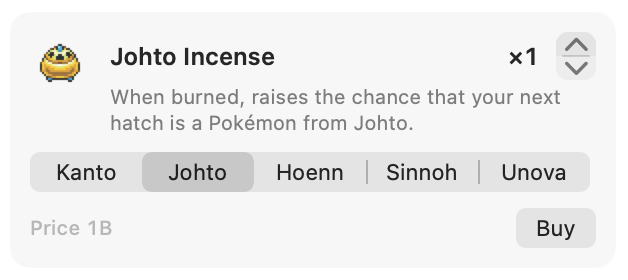 Johto Incense
×1
When burned, raises the chance that your next
hatch is a Pokémon from Johto.
Kanto Johto Hoenn Sinnoh Unova
Price 1B
Buy